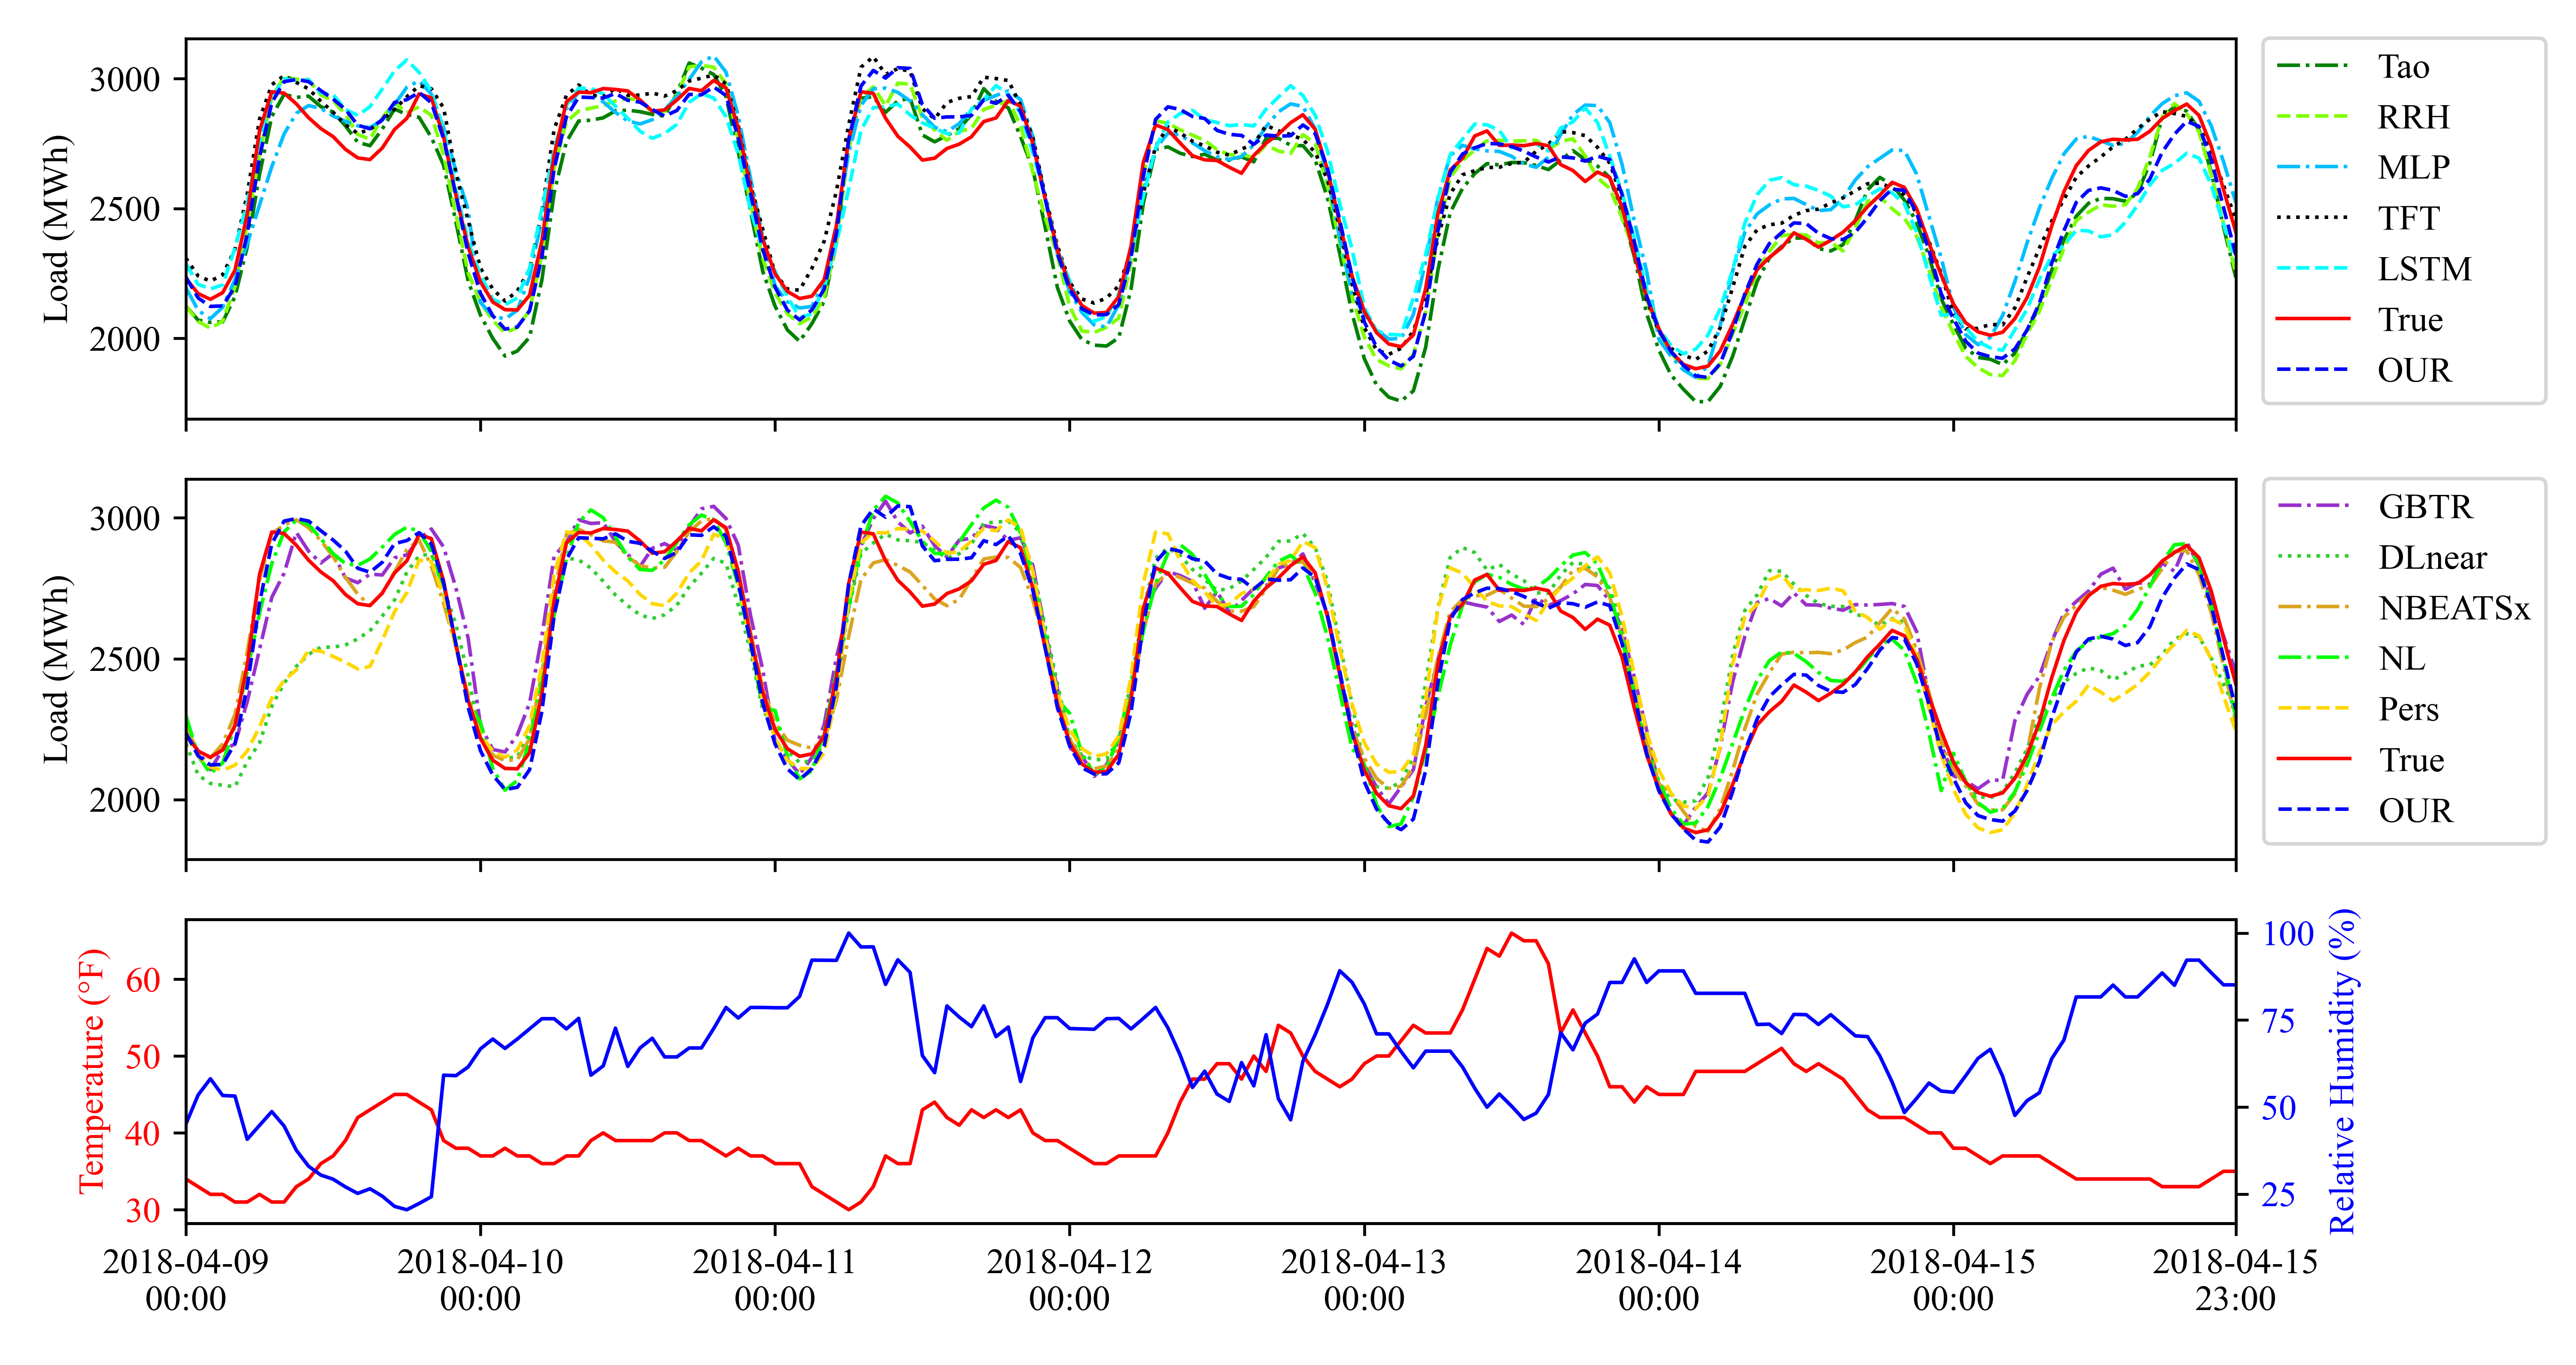 Load (MWh)
3000
2500
2000
Tao
RRH
MLP
TFT
LSTM
True
OUR
Load (MWh)
3000
2500
2000
GBTR
DLnear
NBEATSx
NL
Pers
True
OUR
Temperature (°F)
60
50
40
30
100
75
50
25
Relative Humidity (%)
2018-04-09 2018-04-10 2018-04-11 2018-04-12 2018-04-13 2018-04-14 2018-04-15 2018-04-15
00:00 00:00 00:00 00:00 00:00 00:00 00:00 23:00